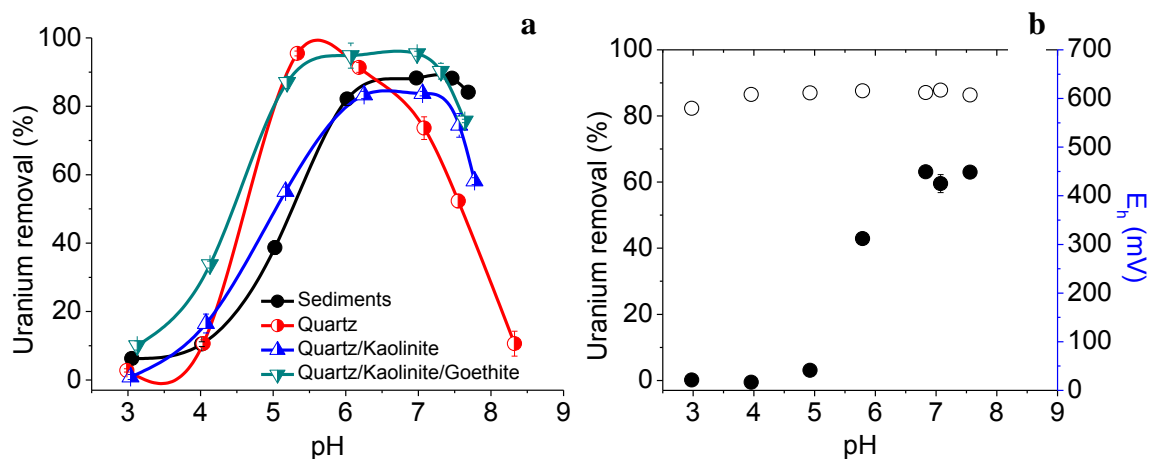 a
Uranium removal (%)
100
80
60
40
20
0
Sediments
Quartz
Quartz/Kaolinite
Quartz/Kaolinite/Goethite
3 4 5 6 7 8 9
pH
b
Uranium removal (%)
100
80
60
40
20
0
700
600
500
400
300
200
100
0
Eh (mV)
3 4 5 6 7 8 9
pH